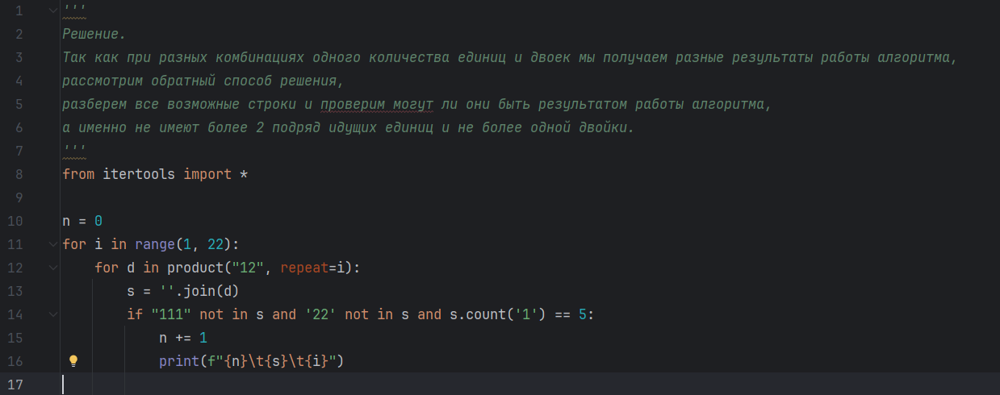 1 '''
2 Решение.
3 Так как при разных комбинациях одного количества единиц и двоек мы получаем разные результаты работы алгоритма,
4 рассмотрим обратный способ решения,
5 разберем все возможные строки и проверим могут ли они быть результатом работы алгоритма,
6 а именно не имеют более 2 подряд идущих единиц и не более одной двойки.
7 '''
8 from itertools import *
9
10 n = 0
11 for i in range(1, 22):
12     for d in product("12", repeat=i):
13         s = ''.join(d)
14         if "111" not in s and '22' not in s and s.count('1') == 5:
15             n += 1
16             print(f"{n}\t{s}\t{i}")
17